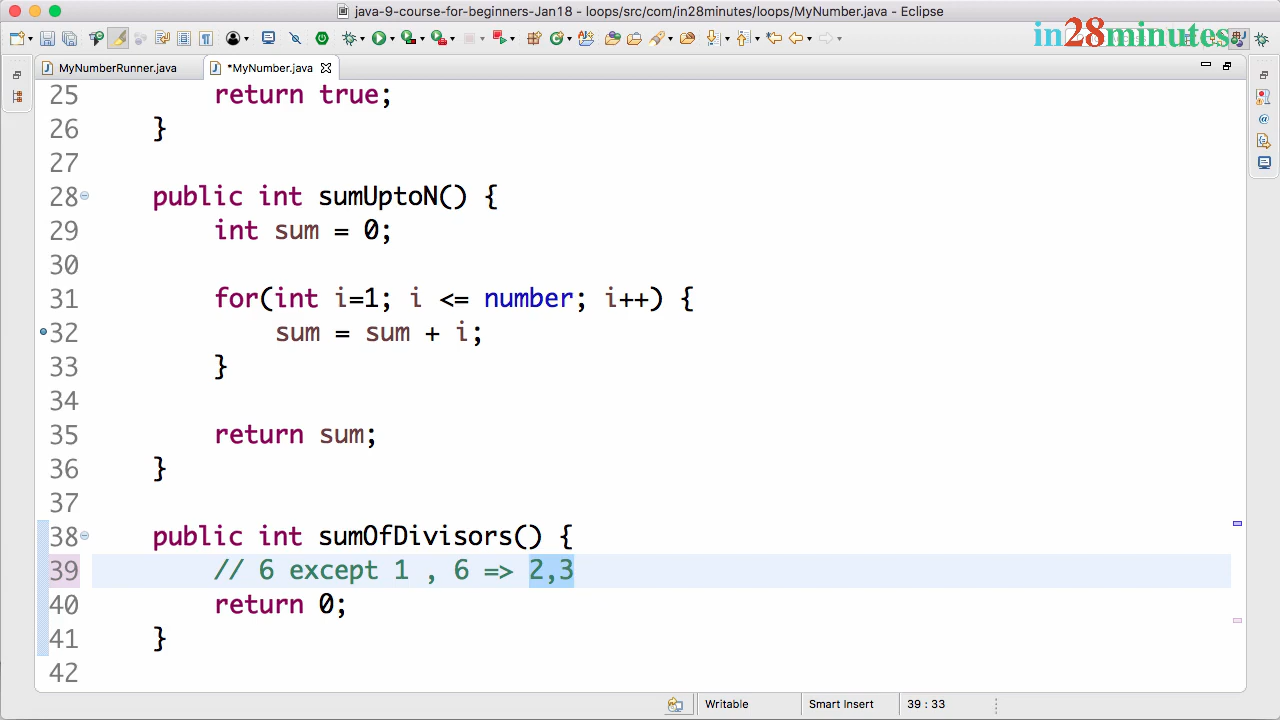 java-9-course-for-beginners-Jan18 - loops/src/com/in28minutes/loops/MyNumber.java - Eclipse
in28minutes
MyNumberRunner.java
*MyNumber.java
25 return true;
26 }
27
28 public int sumUptoN() {
29 int sum = 0;
30
31 for(int i=1; i <= number; i++) {
32 sum = sum + i;
33 }
34
35 return sum;
36 }
37
38 public int sumOfDivisors() {
39 // 6 except 1 , 6 => 2,3
40 return 0;
41 }
42
Writable Smart Insert 39 : 33